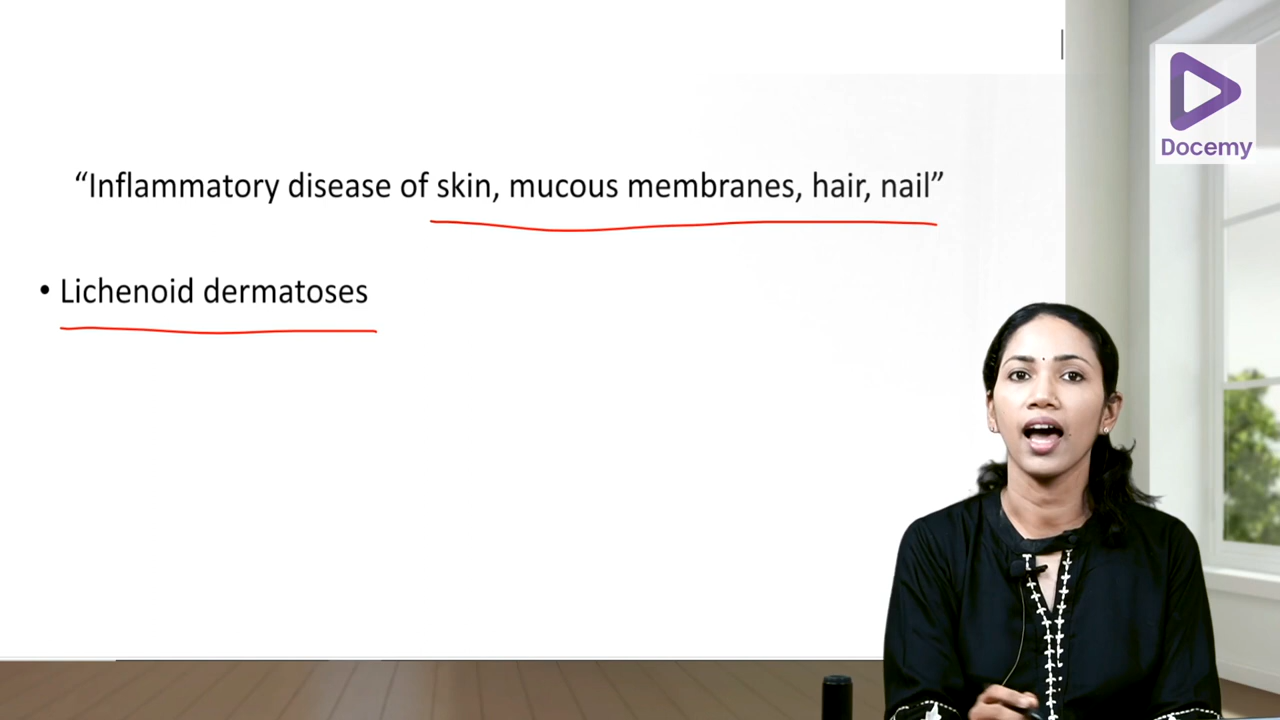 “Inflammatory disease of skin, mucous membranes, hair, nail”
• Lichenoid dermatoses
Docemy